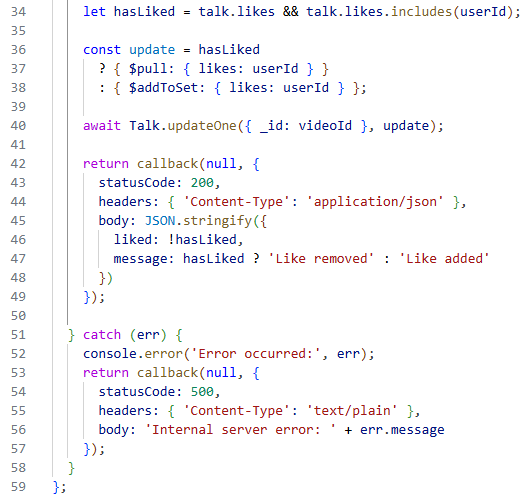 34 let hasLiked = talk.likes && talk.likes.includes(userId);
35
36 const update = hasLiked
37 ? { $pull: { likes: userId } }
38 : { $addToSet: { likes: userId } };
39
40 await Talk.updateOne({ _id: videoId }, update);
41
42 return callback(null, {
43 statusCode: 200,
44 headers: { 'Content-Type': 'application/json' },
45 body: JSON.stringify({
46 liked: !hasLiked,
47 message: hasLiked ? 'Like removed' : 'Like added'
48 })
49 });
50
51 } catch (err) {
52 console.error('Error occurred:', err);
53 return callback(null, {
54 statusCode: 500,
55 headers: { 'Content-Type': 'text/plain' },
56 body: 'Internal server error: ' + err.message
57 });
58 }
59 };